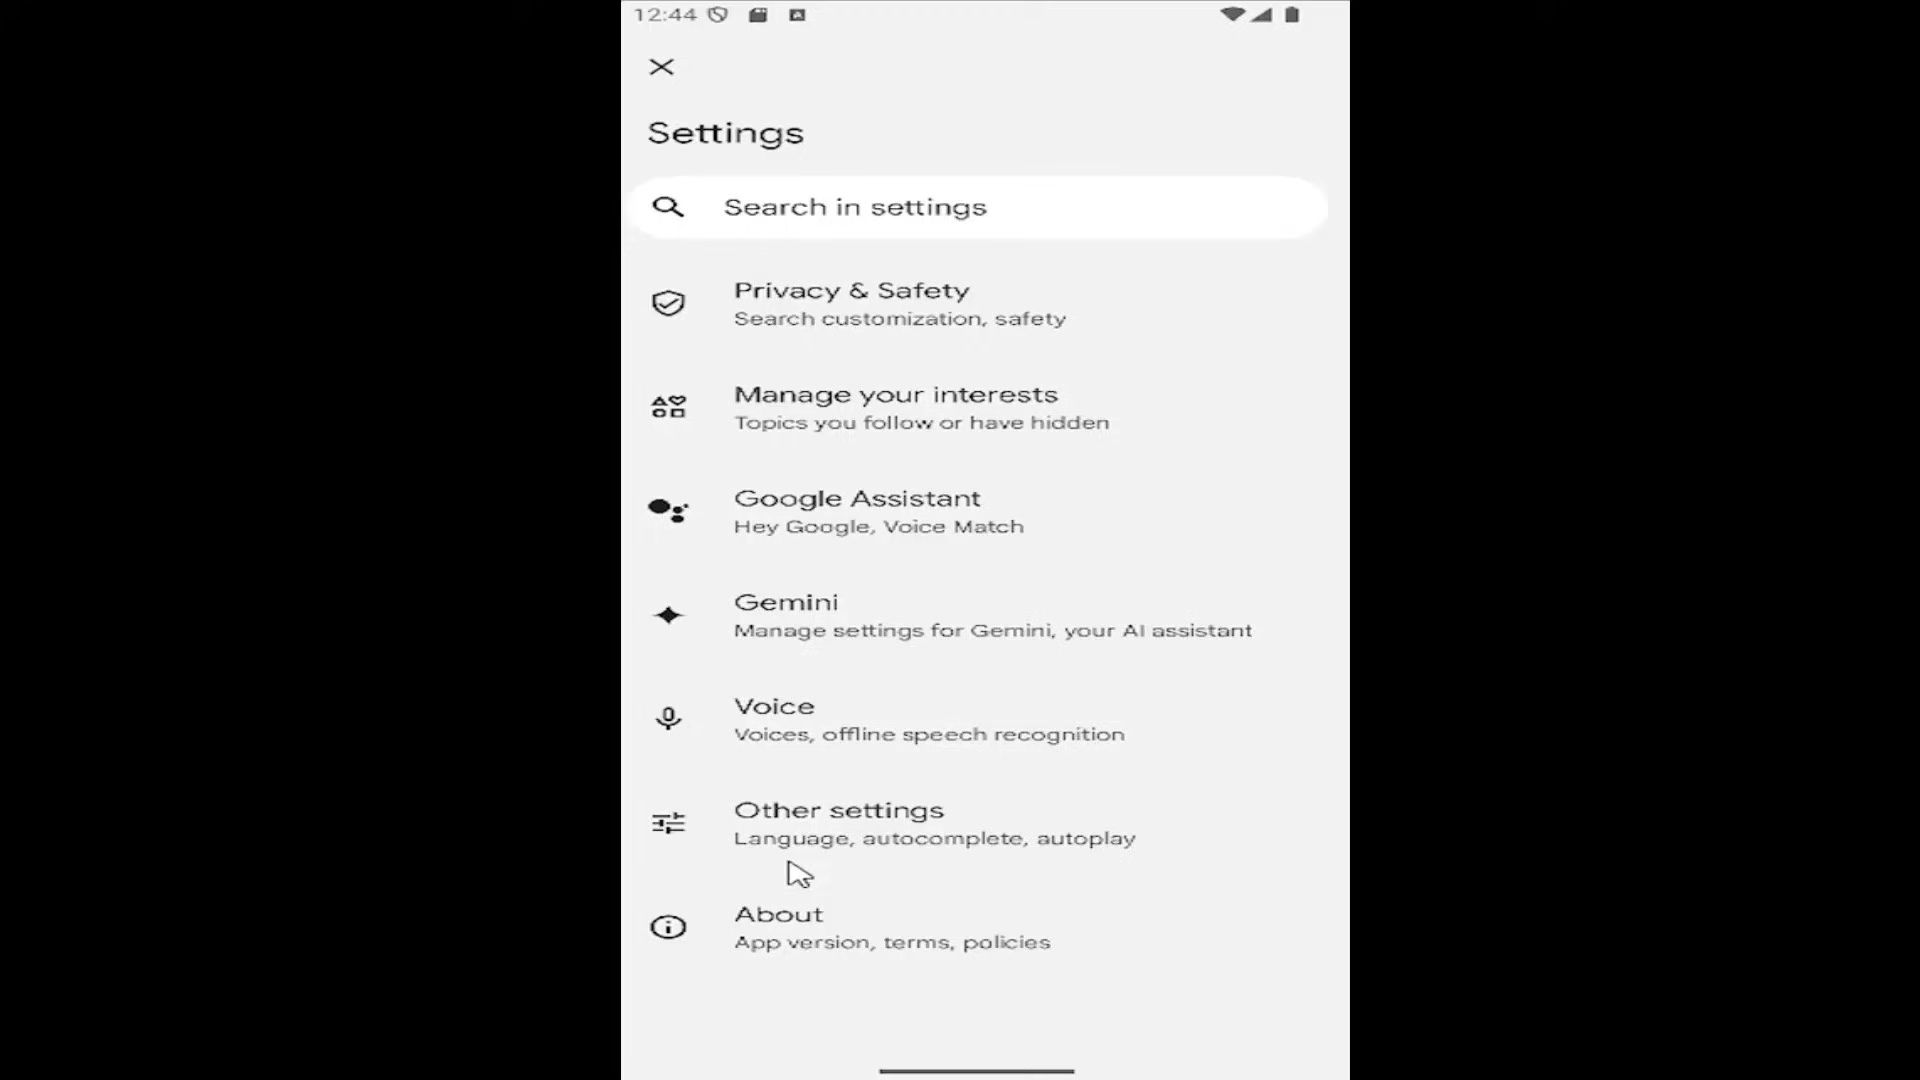 12:44
Settings
Search in settings
Privacy & Safety
Search customization, safety
Manage your interests
Topics you follow or have hidden
Google Assistant
Hey Google, Voice Match
Gemini
Manage settings for Gemini, your AI assistant
Voice
Voices, offline speech recognition
Other settings
Language, autocomplete, autoplay
About
App version, terms, policies